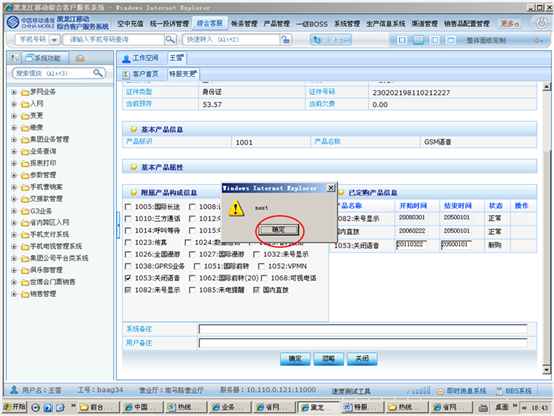 黑龙江移动综合客户服务系统 - Windows Internet Explorer
中国移动通信 CHINA MOBILE 黑龙江移动 综合客户服务系统 空中充值 统一投诉管理 综合客服 账务管理 产品管理 一级BOSS 系统管理 生产信息系统 渠道管理 销售品配置管理 更多
手机号码 请输入手机号码查询 快速转入 (Alt+2) 整体面板定制
系统功能
搜索模块 (Alt+3)
梦网业务
入网
变更
缴费
集团业务管理
业务查询
报表打印
参数管理
手机营销案
交接款管理
G3业务
省内跨区入网
手机支付系统
手机电视管理系统
集团公司平台类系统
俱乐部管理
世博会门票销售
销售管理
工作空间 王雪
客户首页 特服变更
证件类型 身份证 证件号码 230202198110212227
当前预存 53.57 当前欠费 0.00
基本产品信息
产品标识 1001 产品名称 GSM语音
基本产品属性
附属产品构成信息
1005:国际长途 1008:
1010:三方通话 1012:
1014:呼叫等待 1015:
1023:传真 1024:
1026:全国漫游 1027:国际漫游 1032:来号显示
1038:GPRS业务 1051:国际前转 1052:VPMN
1053:关闭语音 1062:国际前转(20) 1068:可视电话
1082:来号显示 1085:来电提醒 国内直拨
已定购产品信息
产品名称 开始时间 结束时间 状态 操作
1082:来号显示 20080301 20500101 正常
国内直拨 20060222 20500101 正常
1053:关闭语音 20110322 20500101 新购
Windows Internet Explorer
next
确定
系统备注
用户备注
确定 忽略 关闭
用户名：王雪 工号：baag34 营业厅：南马路营业厅 服务器：10.110.0.121:11000 速度测试工具 即时消息系统 BBS系统
开始 前台... 中国... 热线... 业务... 省网... 黑龙... 特服... 热线... 省网... 桌面 18:43